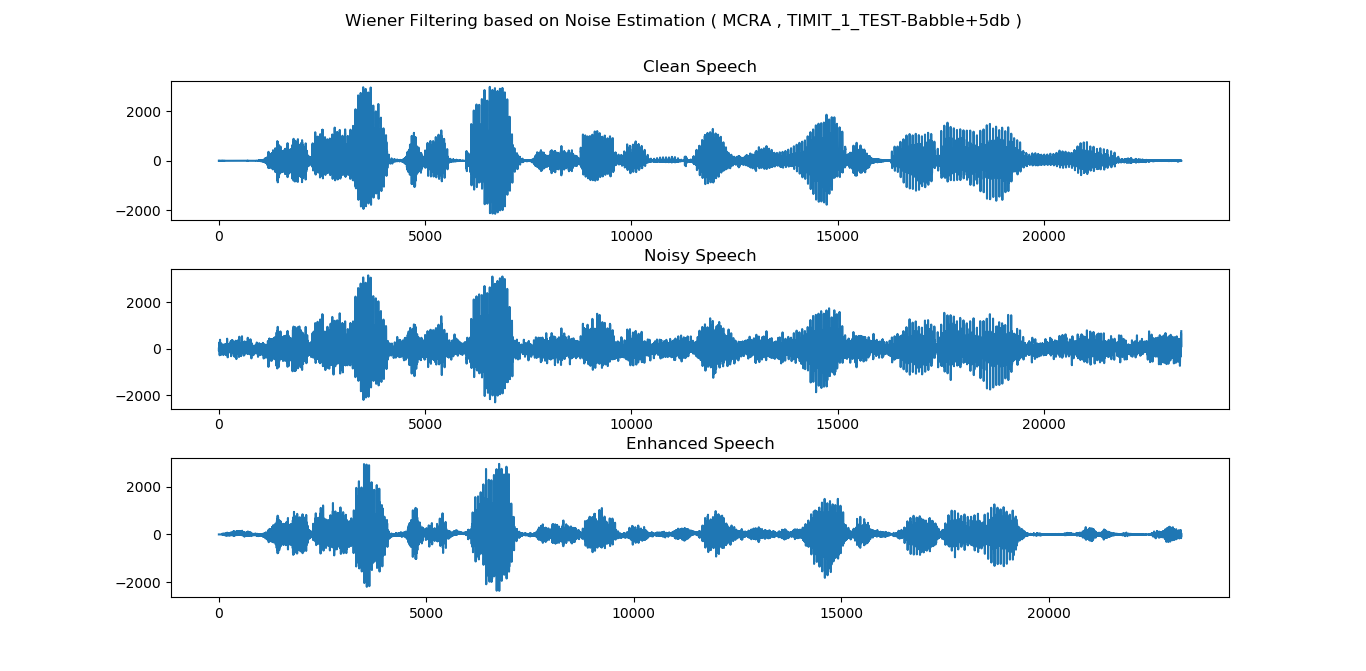 Wiener Filtering based on Noise Estimation ( MCRA , TIMIT_1_TEST-Babble+5db )
Clean Speech
2000
0
−2000
0 5000 10000 15000 20000
Noisy Speech
2000
0
−2000
0 5000 10000 15000 20000
Enhanced Speech
2000
0
−2000
0 5000 10000 15000 20000